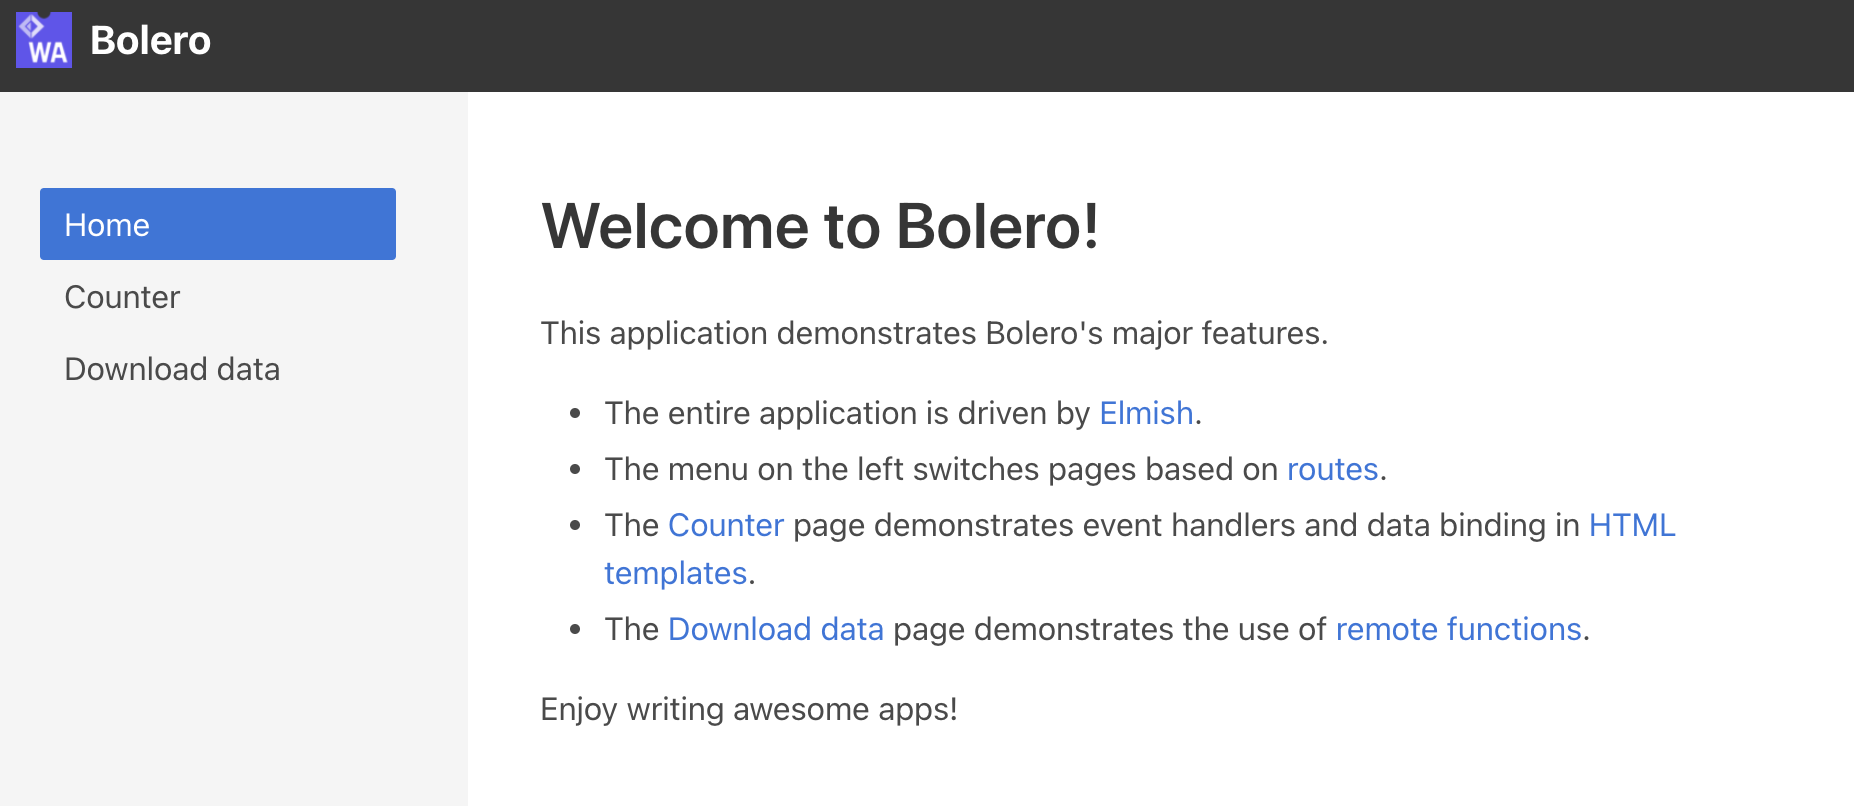 WA Bolero
Home
Counter
Download data
Welcome to Bolero!
This application demonstrates Bolero's major features.
• The entire application is driven by Elmish.
• The menu on the left switches pages based on routes.
• The Counter page demonstrates event handlers and data binding in HTML
templates.
• The Download data page demonstrates the use of remote functions.
Enjoy writing awesome apps!